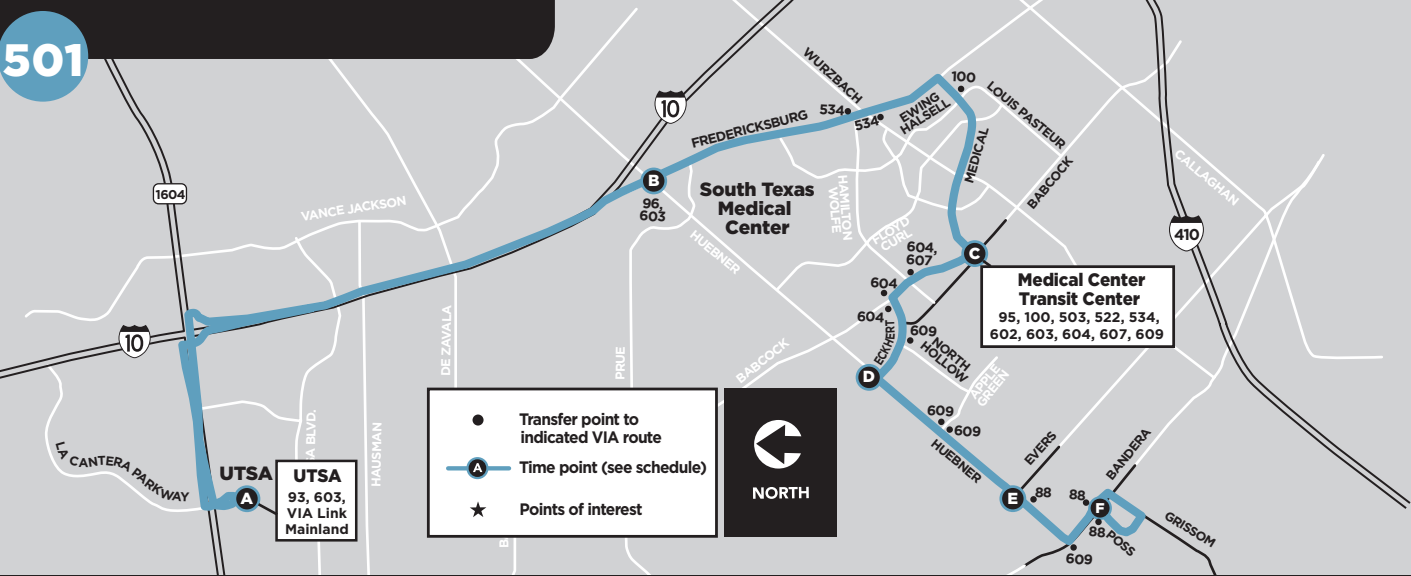 501
1604
10
10
VANCE JACKSON
FREDERICKSBURG
WURZBACH
534
534
EWING
HALSELL
100
LOUIS PASTEUR
MEDICAL
BABCOCK
CALLAGHAN
410
B
96,
603
South Texas
Medical
Center
HAMILTON
WOLFE
FLOYD
CURL
HUEBNER
604,
607
C
Medical Center
Transit Center
95, 100, 503, 522, 534,
602, 603, 604, 607, 609
604
604
609
NORTH
HOLLOW
ECKHERT
APPLE
GREEN
D
BABCOCK
DE ZAVALA
PRUE
HAUSMAN
A BLVD.
LA CANTERA PARKWAY
UTSA
A
UTSA
93, 603,
VIA Link
Mainland
Transfer point to
indicated VIA route
A
Time point (see schedule)
Points of interest
NORTH
609
609
HUEBNER
EVERS
E
88
BANDERA
88
F
88
POSS
GRISSOM
609